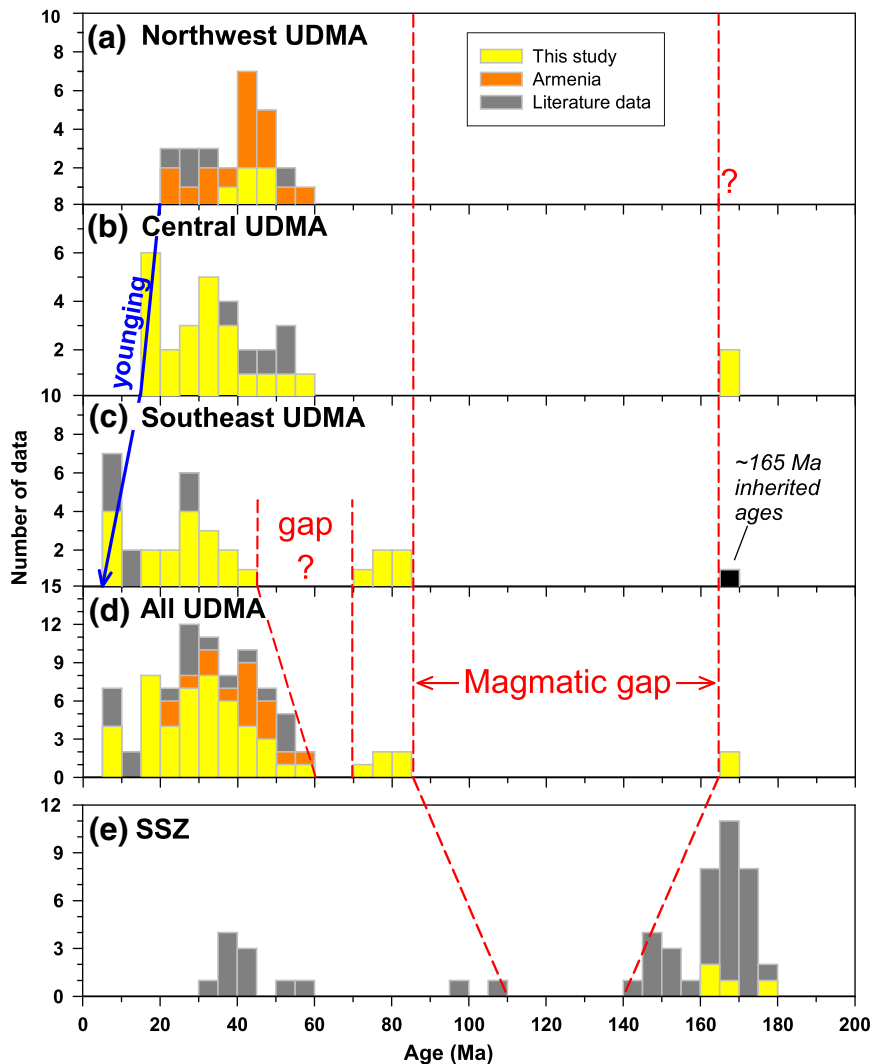 (a) Northwest UDMA
This study
Armenia
Literature data
10
8
6
4
2
8
?
(b) Central UDMA
6
4
2
10
younging
(c) Southeast UDMA
8
6
4
2
15
gap
?
~165 Ma
inherited
ages
Number of data
(d) All UDMA
12
9
6
3
0
Magmatic gap
(e) SSZ
12
9
6
3
0
0 20 40 60 80 100 120 140 160 180 200
Age (Ma)